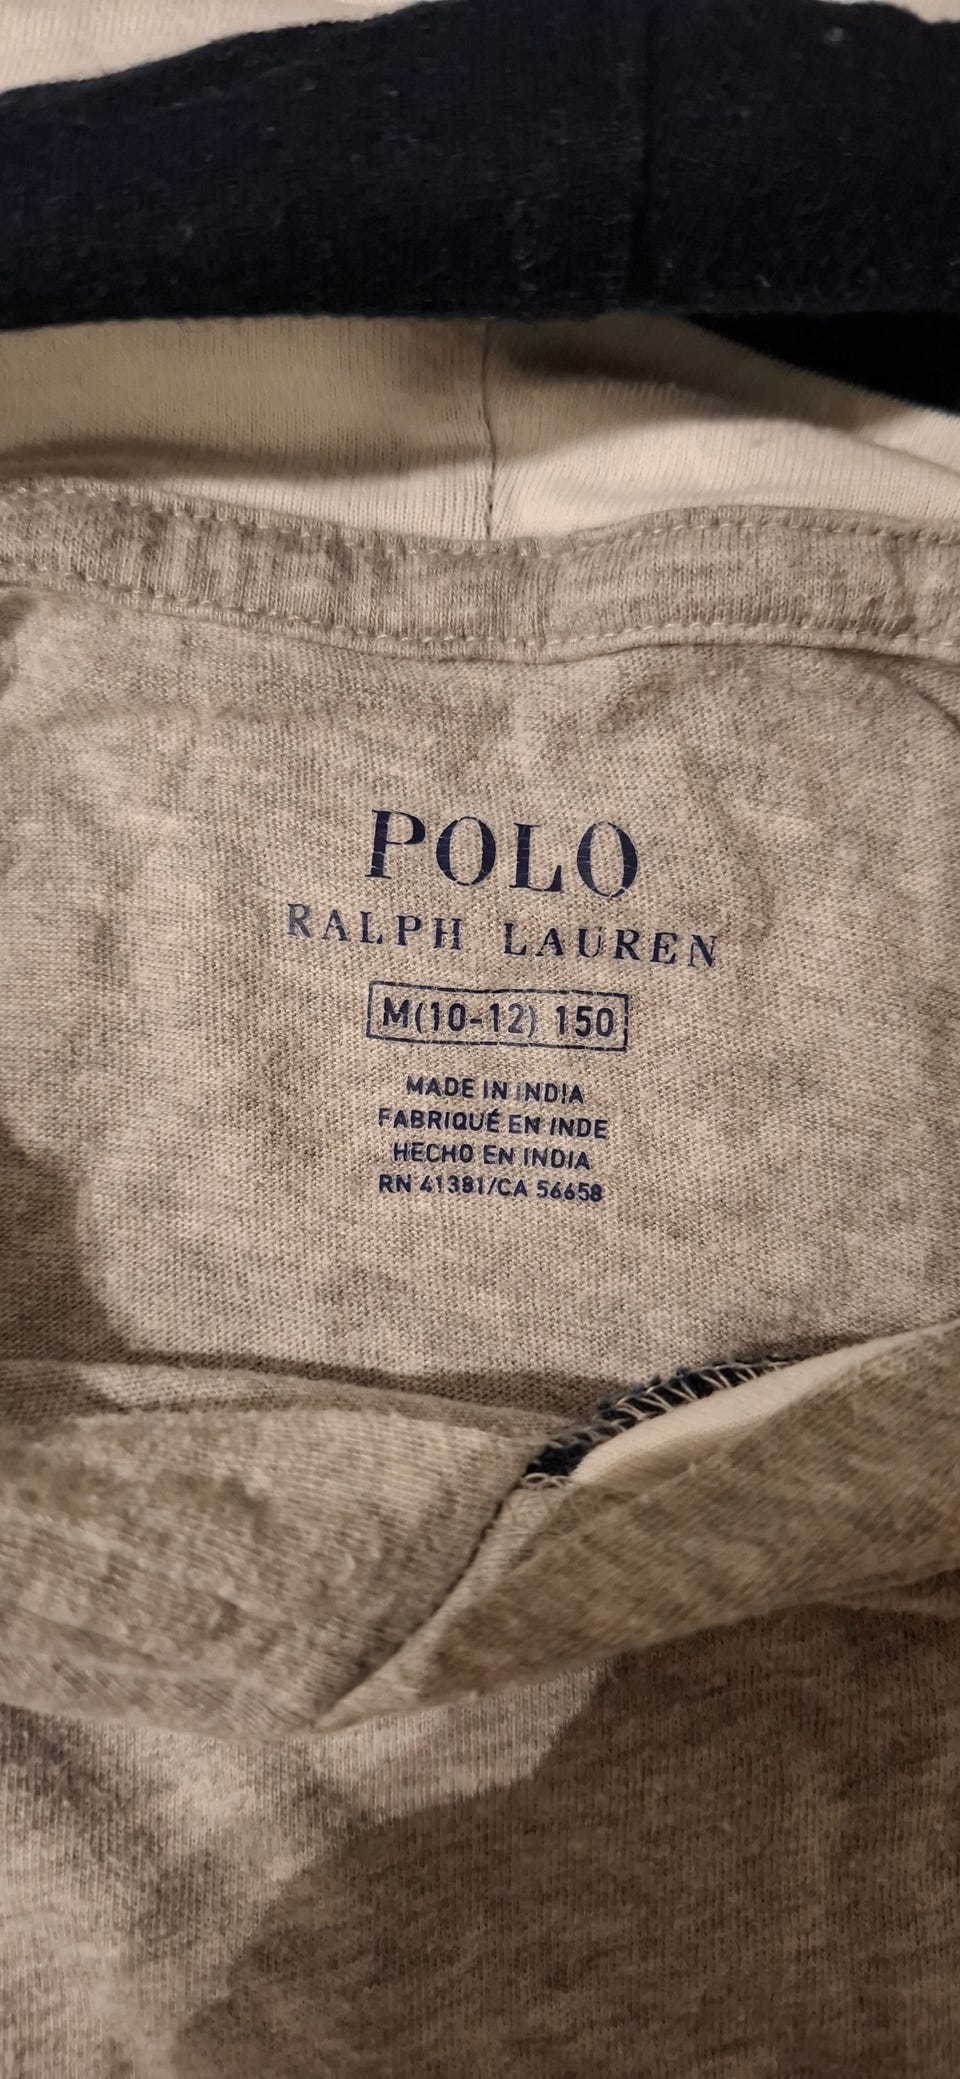 POLO
RALPH LAUREN
M(10-12) 150
MADE IN INDIA
FABRIQUÉ EN INDE
HECHO EN INDIA
RN 41381/CA 56658